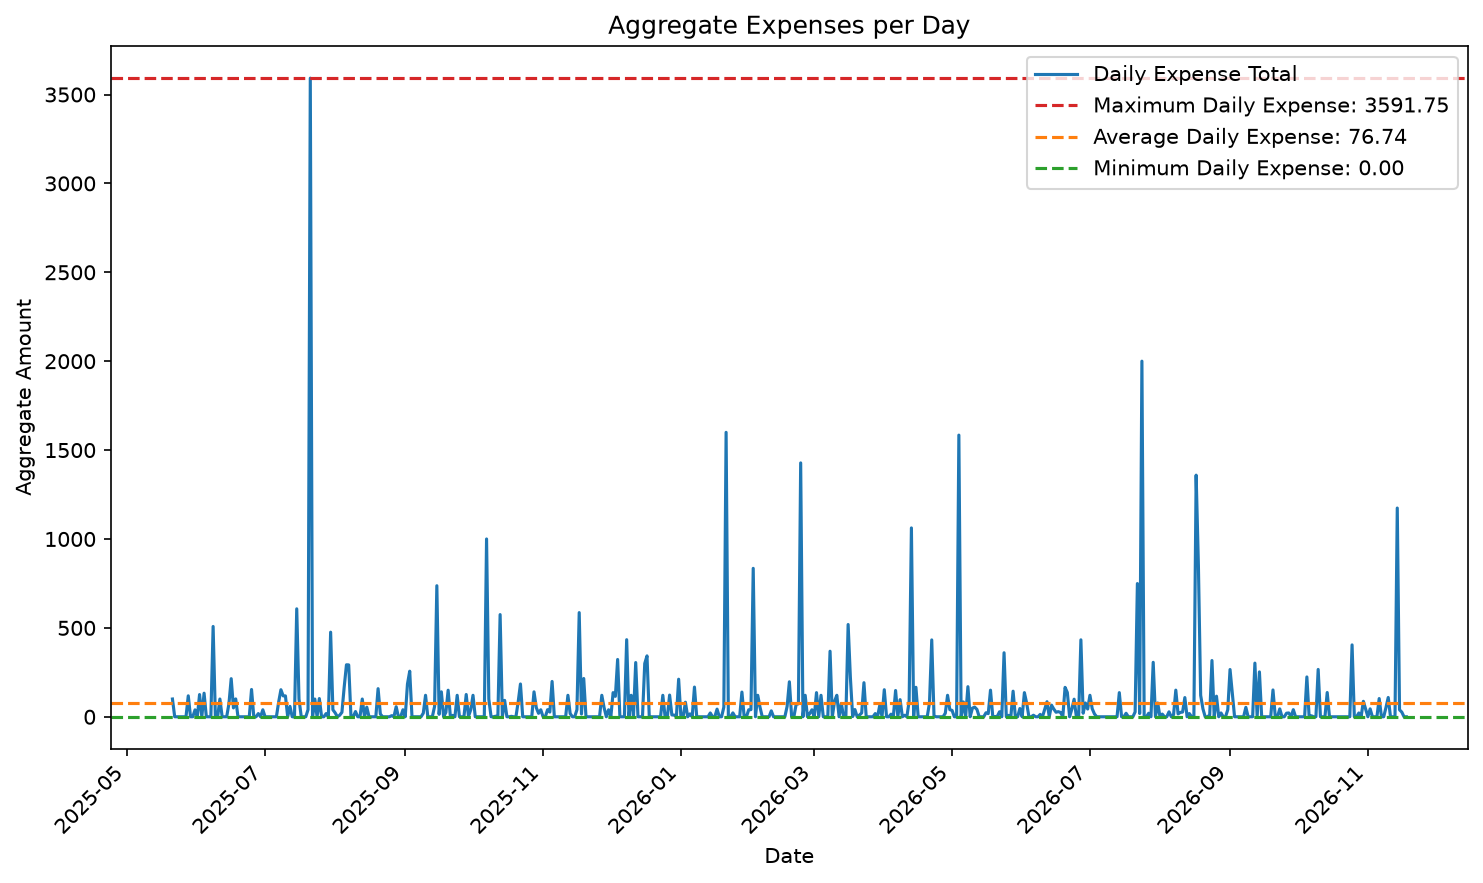 Aggregate Expenses per Day
Aggregate Amount
3500
3000
2500
2000
1500
1000
500
0
Daily Expense Total
Maximum Daily Expense: 3591.75
Average Daily Expense: 76.74
Minimum Daily Expense: 0.00
2025-05
2025-07
2025-09
2025-11
2026-01
2026-03
2026-05
2026-07
2026-09
2026-11
Date